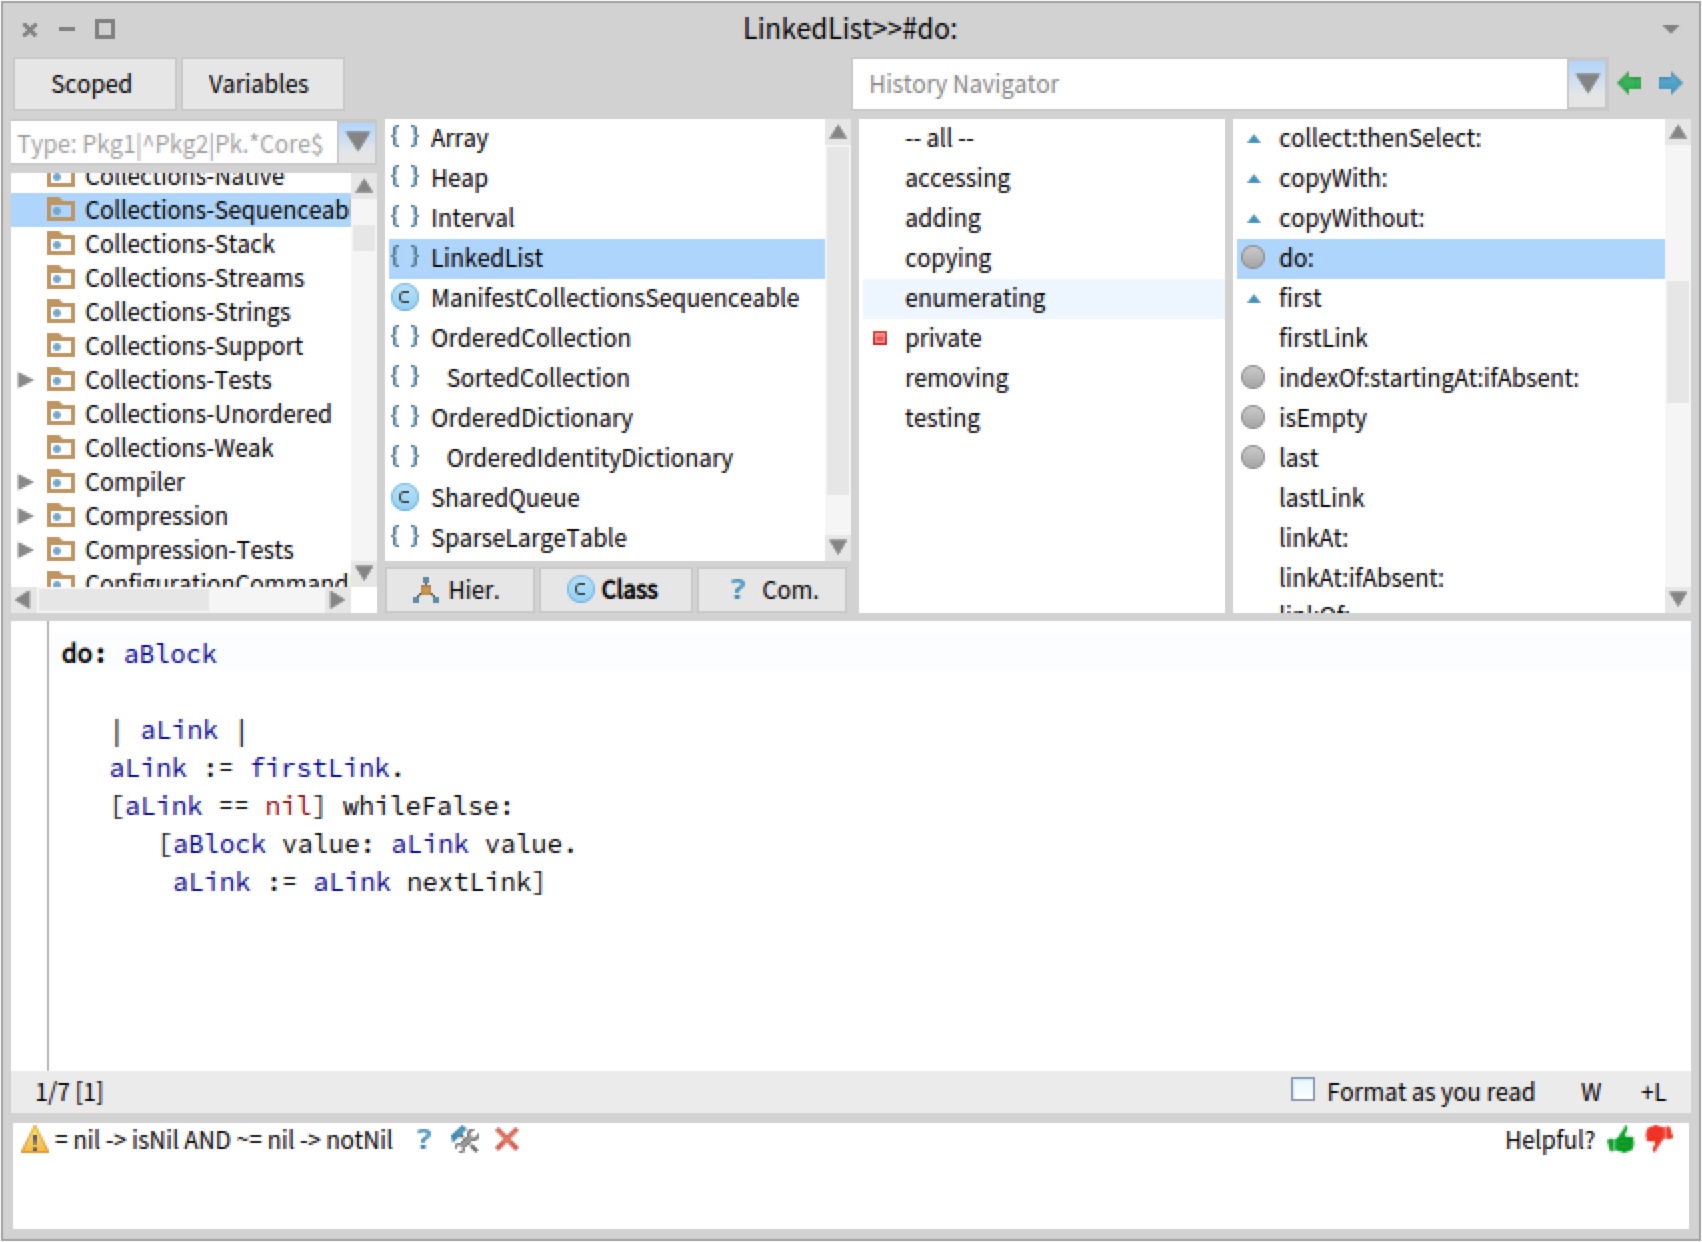 LinkedList>>#do:
Scoped
Variables
History Navigator
Type: Pkg1|^Pkg2|Pk.*Core$
Collections-Native
Collections-Sequenceab
Collections-Stack
Collections-Streams
Collections-Strings
Collections-Support
Collections-Tests
Collections-Unordered
Collections-Weak
Compiler
Compression
Compression-Tests
ConfigurationCommand
{ } Array
{ } Heap
{ } Interval
{ } LinkedList
C ManifestCollectionsSequenceable
{ } OrderedCollection
{ } SortedCollection
{ } OrderedDictionary
{ } OrderedIdentityDictionary
C SharedQueue
{ } SparseLargeTable
Hier.
C Class
? Com.
-- all --
accessing
adding
copying
enumerating
private
removing
testing
collect:thenSelect:
copyWith:
copyWithout:
do:
first
firstLink
indexOf:startingAt:ifAbsent:
isEmpty
last
lastLink
linkAt:
linkAt:ifAbsent:
linkOf:
do: aBlock
| aLink |
aLink := firstLink.
[aLink == nil] whileFalse:
[aBlock value: aLink value.
aLink := aLink nextLink]
1/7 [1]
Format as you read
W
+L
= nil -> isNil AND ~= nil -> notNil ?
Helpful?